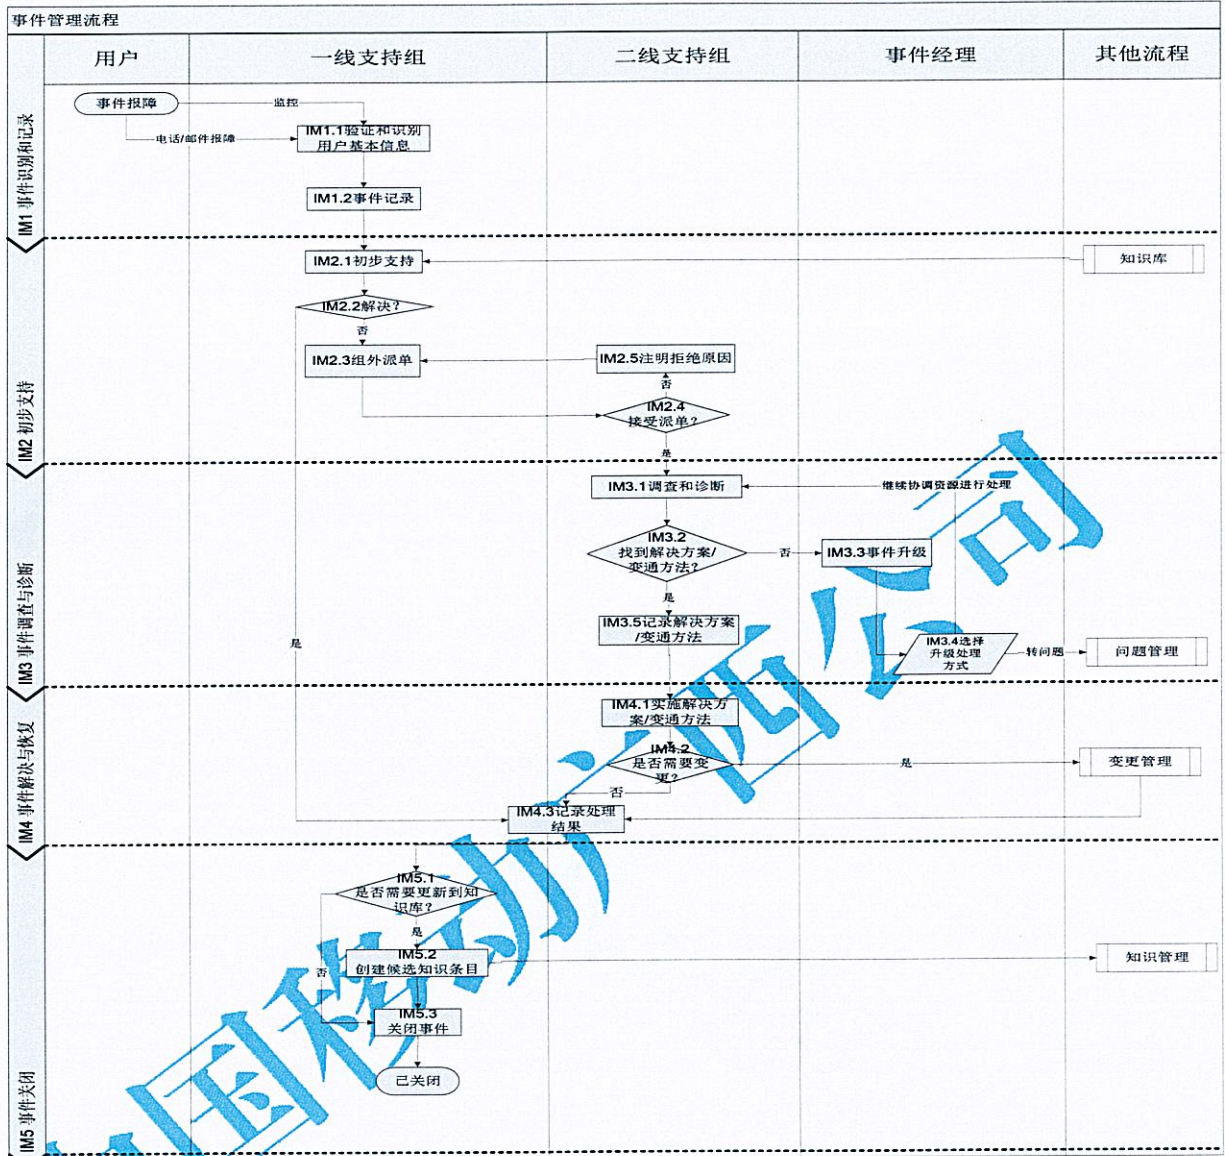 事件管理流程
用户
一线支持组
二线支持组
事件经理
其他流程
IM1 事件识别和记录
事件报障
监控
电话/邮件报障
IM1.1验证和识别
用户基本信息
IM1.2事件记录
IM2 初步支持
IM2.1初步支持
知识库
IM2.2解决？
否
IM2.3组外派单
IM2.5注明拒绝原因
否
IM2.4
接受派单？
是
IM3 事件调查与诊断
IM3.1调查和诊断
继续协调资源进行处理
IM3.2
找到解决方案/
变通方法？
否
IM3.3事件升级
是
IM3.5记录解决方案
/变通方法
是
IM3.4选择
升级处理
方式
转问题
问题管理
IM4 事件解决与恢复
IM4.1实施解决方
案/变通方法
IM4.2
是否需要变
更？
是
变更管理
否
IM4.3记录处理
结果
IM5 事件关闭
IM5.1
是否需要更新到知
识库？
是
否
IM5.2
创建候选知识条目
知识管理
IM5.3
关闭事件
已关闭
国移动广西公司